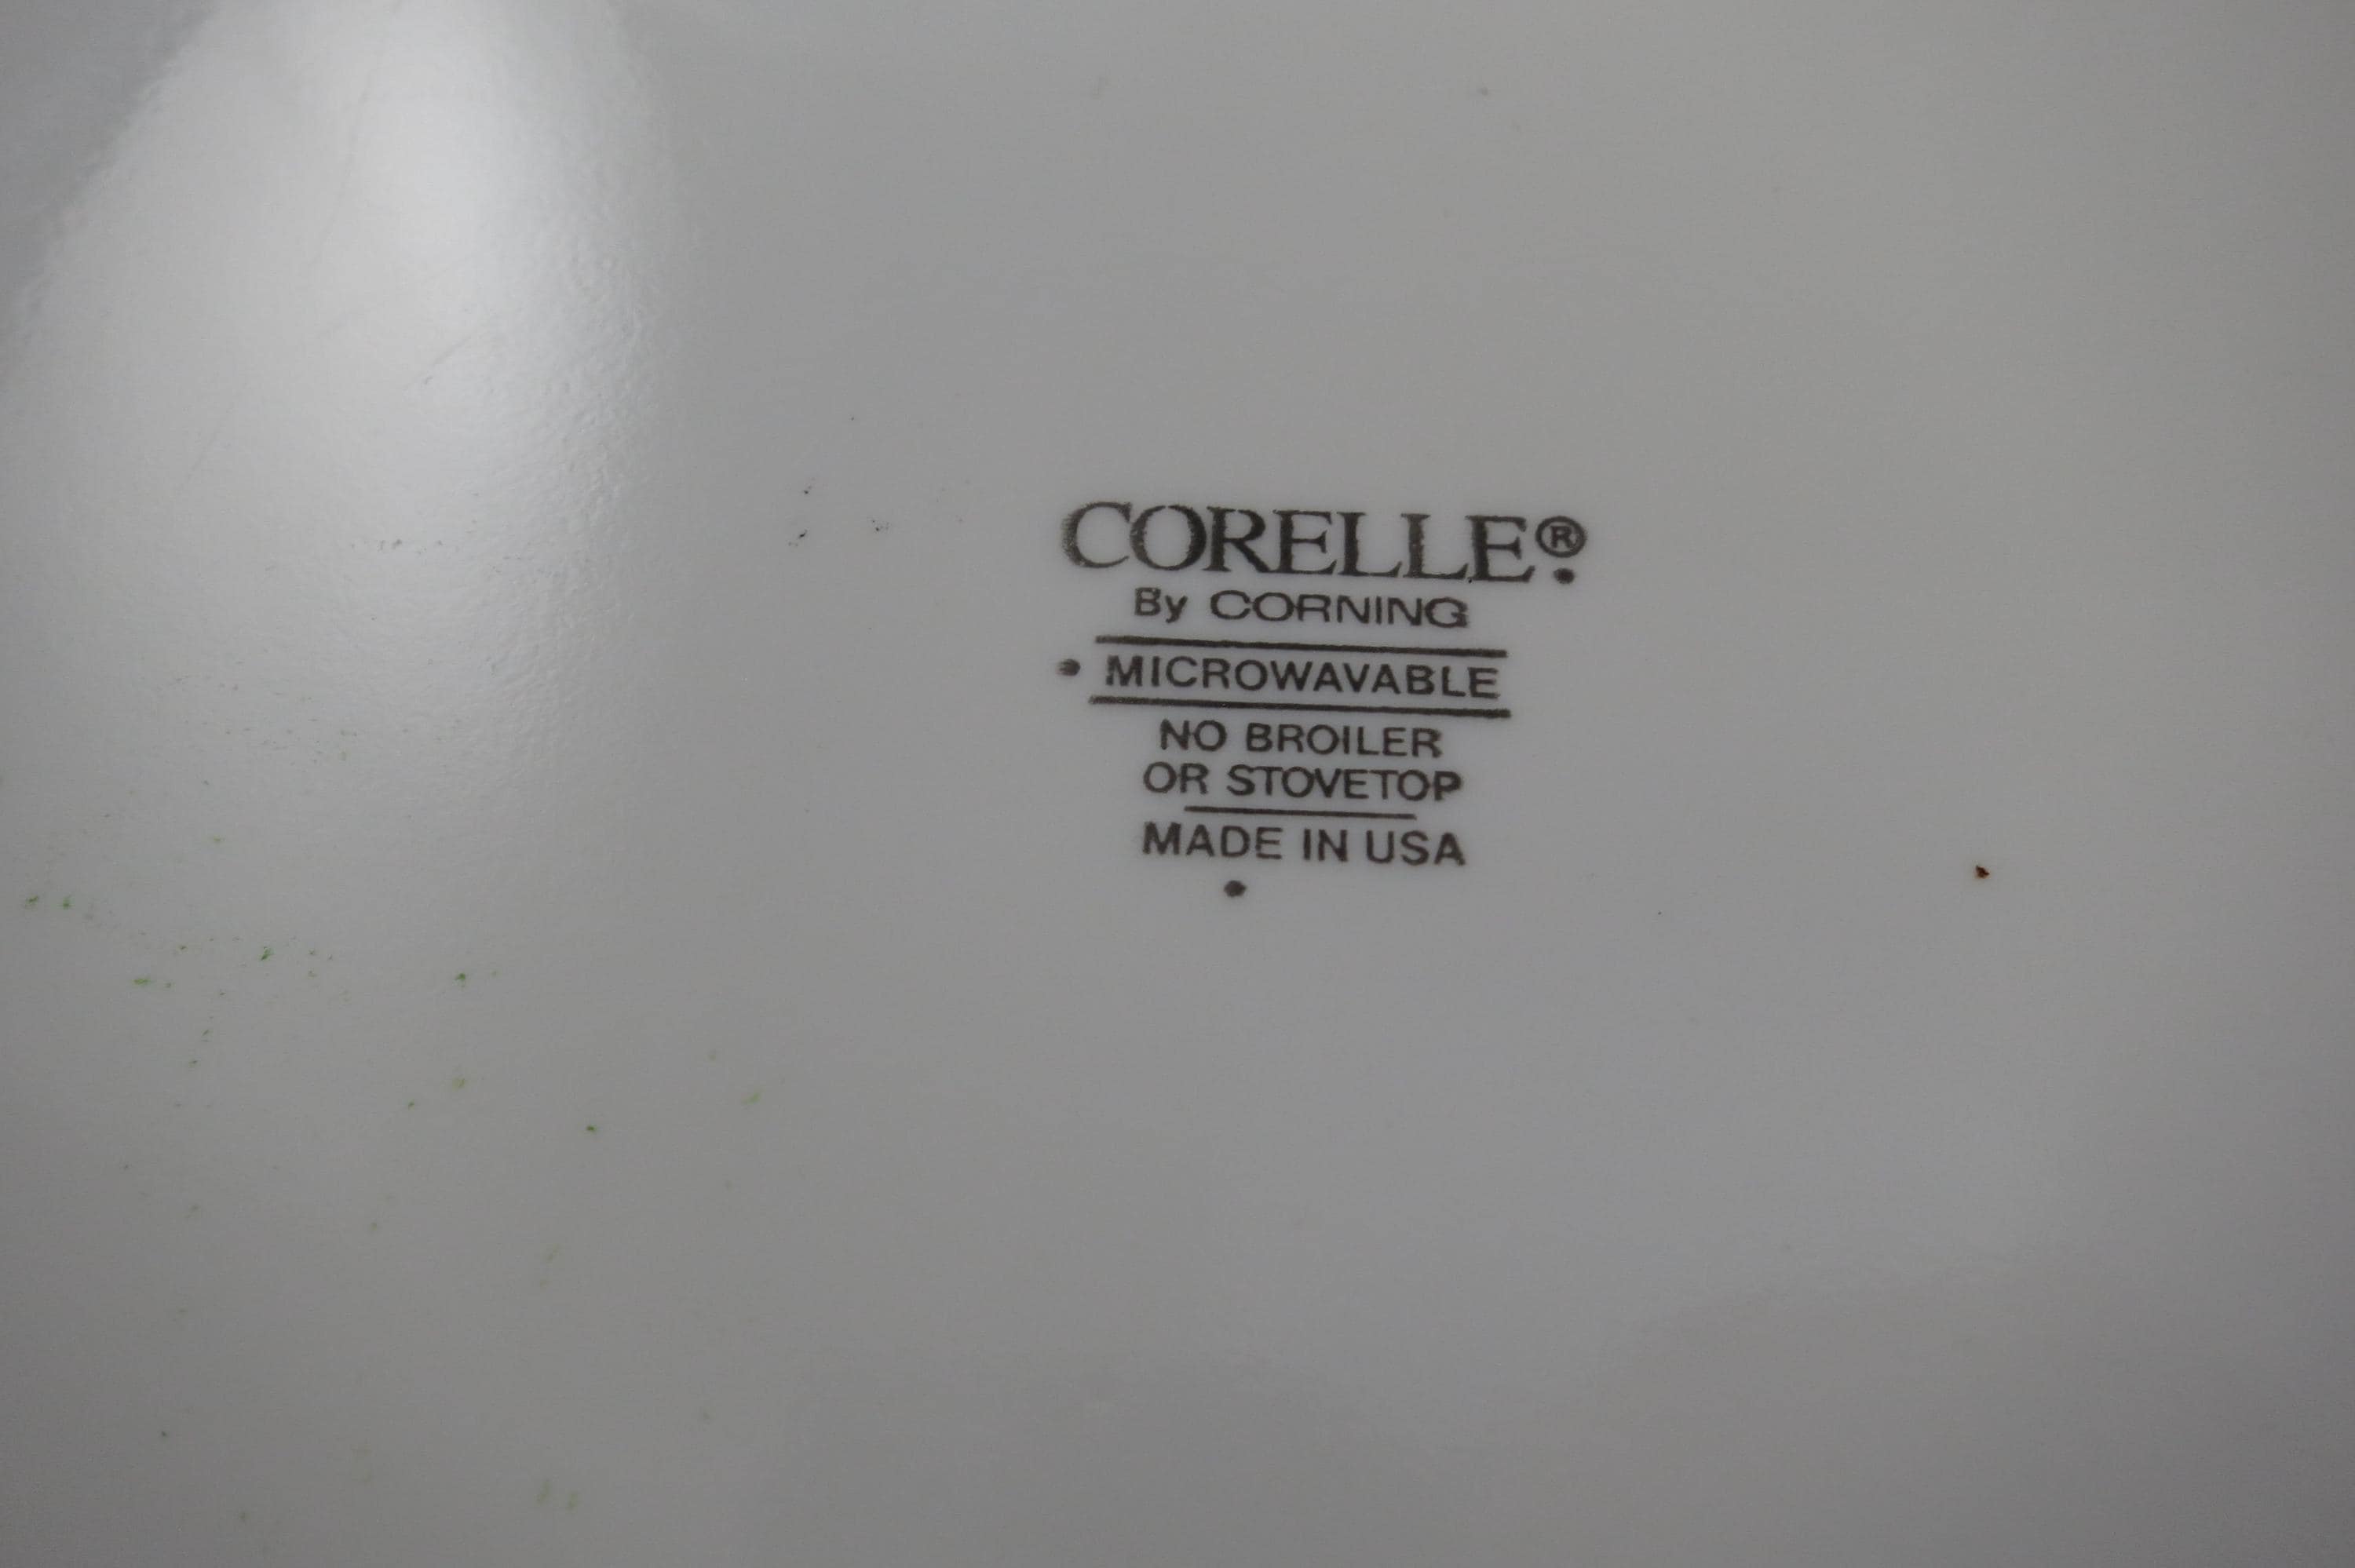 CORELLE®
By CORNING
MICROWAVABLE
NO BROILER
OR STOVETOP
MADE IN USA